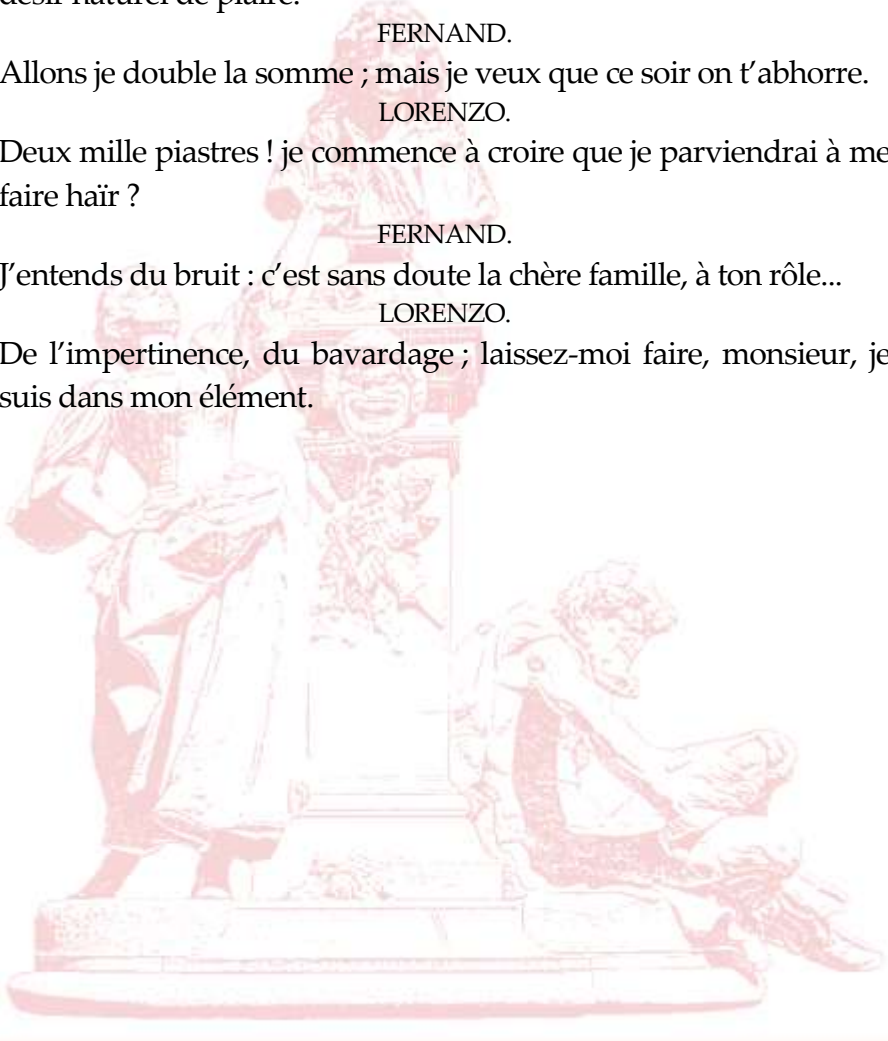 désir naturel de plaire.
FERNAND.
Allons je double la somme ; mais je veux que ce soir on t’abhorre.
LORENZO.
Deux mille piastres ! je commence à croire que je parviendrai à me
faire haïr ?
FERNAND.
J’entends du bruit : c’est sans doute la chère famille, à ton rôle...
LORENZO.
De l’impertinence, du bavardage ; laissez-moi faire, monsieur, je
suis dans mon élément.